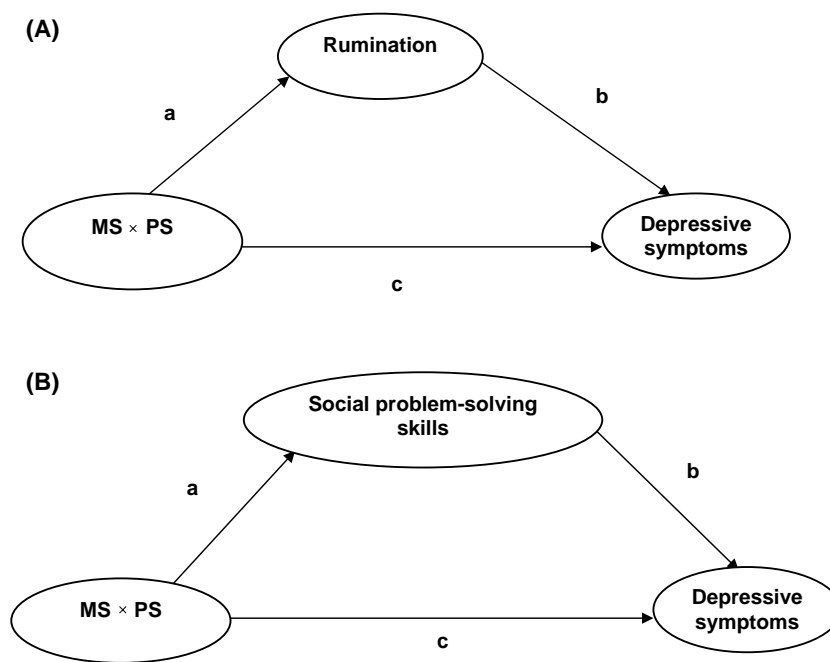 (A)
Rumination
a
b
MS × PS
Depressive
symptoms
c
(B)
Social problem-solving
skills
a
b
MS × PS
Depressive
symptoms
c